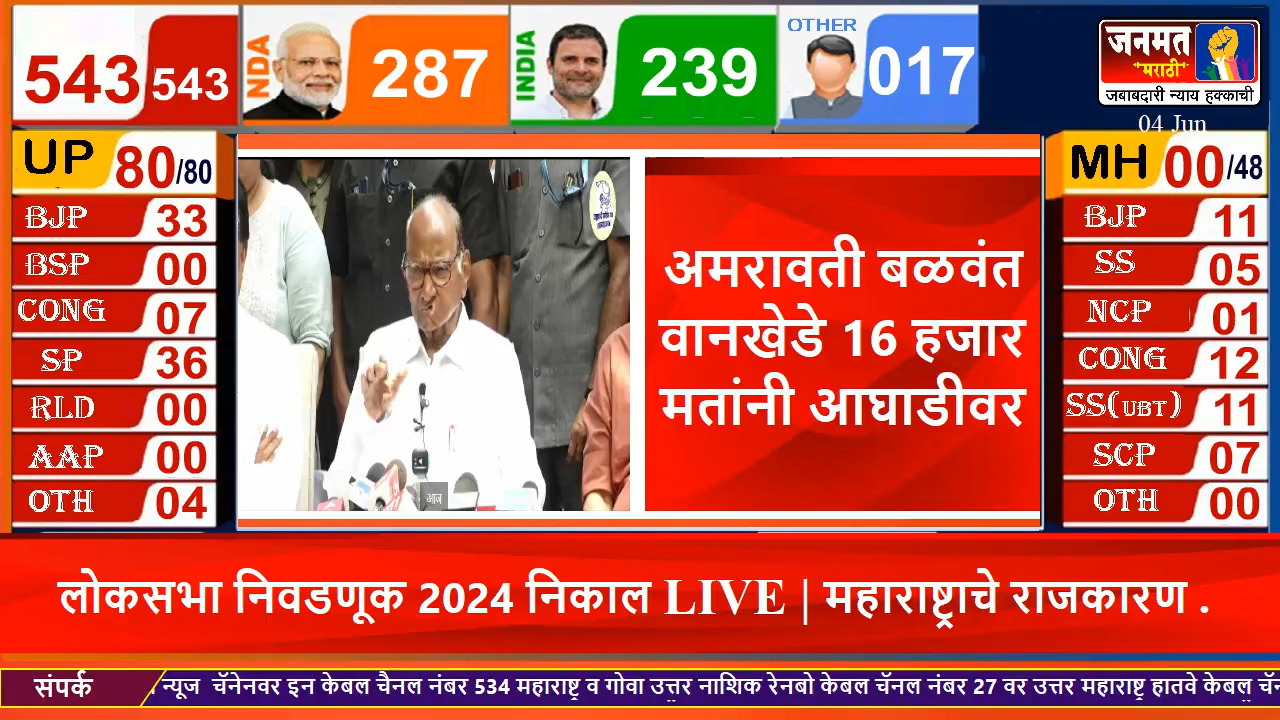 543 543
NDA 287
INDIA 239
OTHER 017
जनमत
"मराठी"
जबाबदारी न्याय हक्काची
04 Jun
UP 80/80
BJP 33
BSP 00
CONG 07
SP 36
RLD 00
AAP 00
OTH 04
आज
अमरावती बळवंत
वानखेडे 16 हजार
मतांनी आघाडीवर
MH 00/48
BJP 11
SS 05
NCP 01
CONG 12
SS(UBT) 11
SCP 07
OTH 00
लोकसभा निवडणूक 2024 निकाल LIVE | महाराष्ट्राचे राजकारण .
संपर्क
न्यूज चॅनेनवर इन केबल चैनल नंबर 534 महाराष्ट्र व गोवा उत्तर नाशिक रेनबो केबल चॅनल नंबर 27 वर उत्तर महाराष्ट्र हातवे केबल